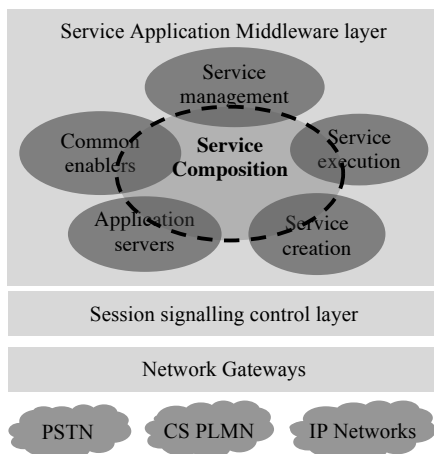 Service Application Middleware layer
Service
management
Common
enablers
Service
Composition
Service
execution
Application
servers
Service
creation
Session signalling control layer
Network Gateways
PSTN
CS PLMN
IP Networks